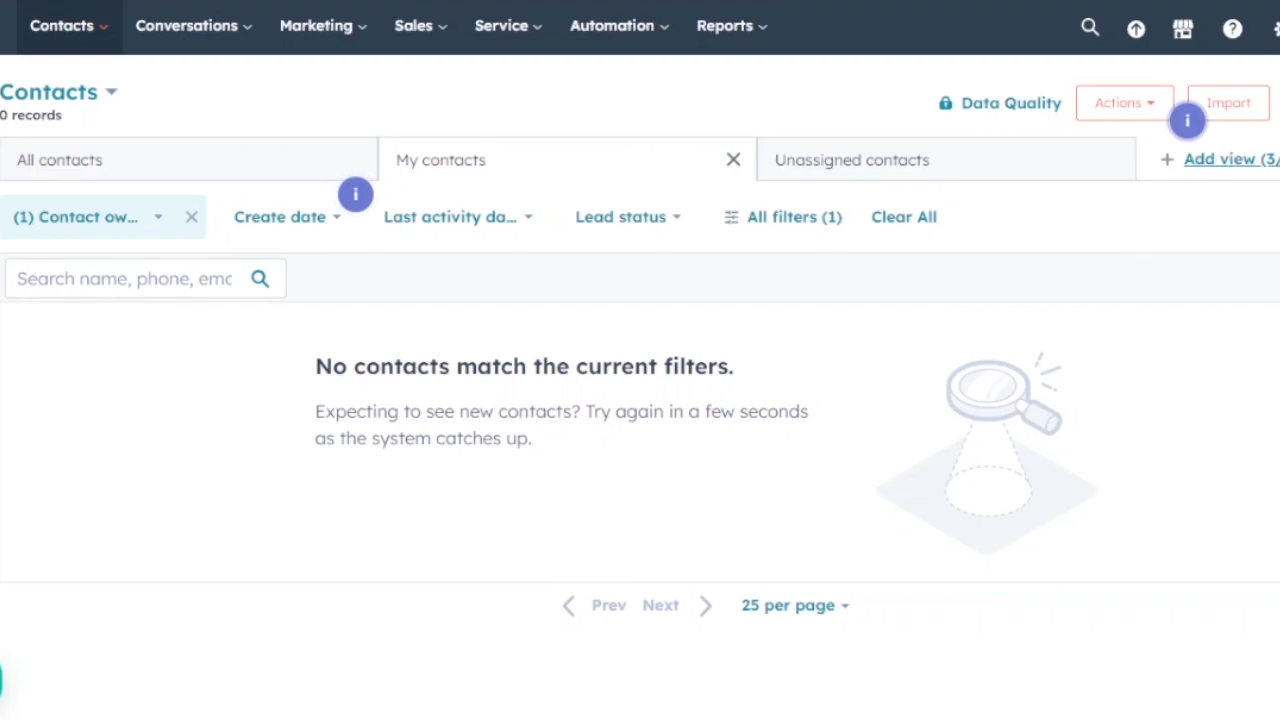 Contacts Conversations Marketing Sales Service Automation Reports
Contacts
0 records
Data Quality Actions Import
All contacts My contacts Unassigned contacts + Add view (3/
(1) Contact ow... Create date Last activity da... Lead status All filters (1) Clear All
Search name, phone, ema
No contacts match the current filters.
Expecting to see new contacts? Try again in a few seconds
as the system catches up.
Prev Next 25 per page